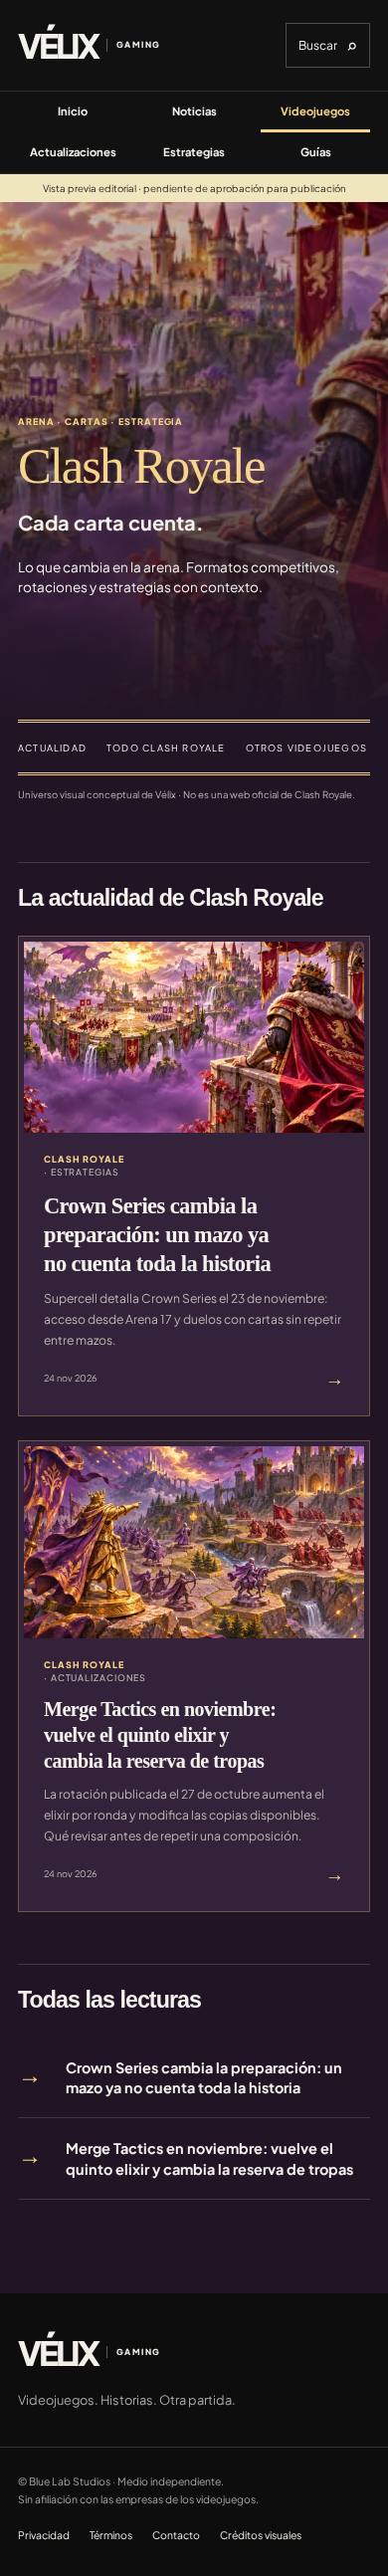 VÉLIX GAMING
Buscar
Inicio Noticias Videojuegos
Actualizaciones Estrategias Guías
Vista previa editorial · pendiente de aprobación para publicación
ARENA · CARTAS · ESTRATEGIA
Clash Royale
Cada carta cuenta.
Lo que cambia en la arena. Formatos competitivos,
rotaciones y estrategias con contexto.
ACTUALIDAD TODO CLASH ROYALE OTROS VIDEOJUEGOS
Universo visual conceptual de Vélix · No es una web oficial de Clash Royale.
La actualidad de Clash Royale
CLASH ROYALE
· ESTRATEGIAS
Crown Series cambia la
preparación: un mazo ya
no cuenta toda la historia
Supercell detalla Crown Series el 23 de noviembre:
acceso desde Arena 17 y duelos con cartas sin repetir
entre mazos.
24 nov 2026 →
CLASH ROYALE
· ACTUALIZACIONES
Merge Tactics en noviembre:
vuelve el quinto elixir y
cambia la reserva de tropas
La rotación publicada el 27 de octubre aumenta el
elixir por ronda y modifica las copias disponibles.
Qué revisar antes de repetir una composición.
24 nov 2026 →
Todas las lecturas
→ Crown Series cambia la preparación: un
mazo ya no cuenta toda la historia
→ Merge Tactics en noviembre: vuelve el
quinto elixir y cambia la reserva de tropas
VÉLIX GAMING
Videojuegos. Historias. Otra partida.
© Blue Lab Studios · Medio independiente.
Sin afiliación con las empresas de los videojuegos.
Privacidad Términos Contacto Créditos visuales